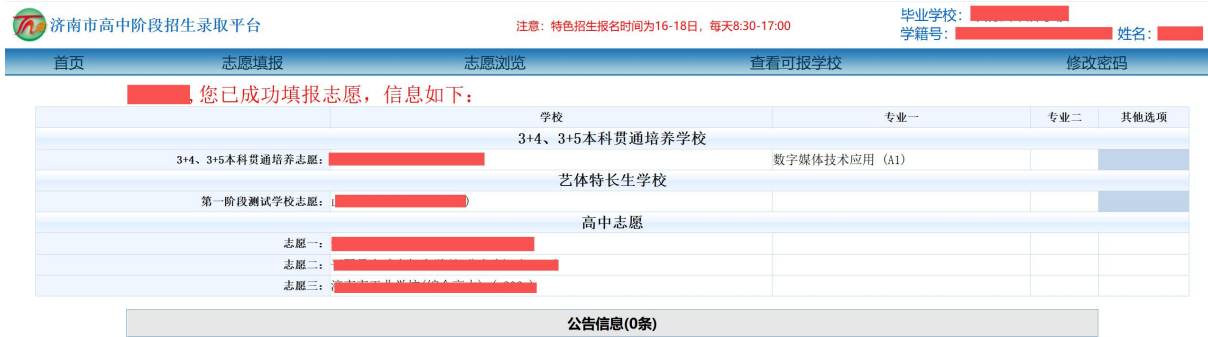 济南市高中阶段招生录取平台
注意：特色招生报名时间为16-18日，每天8:30-17:00
毕业学校：
学籍号：
姓名：
首页 志愿填报 志愿浏览 查看可报学校 修改密码
,您已成功填报志愿，信息如下：
学校 专业一 专业二 其他选项
3+4、3+5本科贯通培养学校
3+4、3+5本科贯通培养志愿： 数字媒体技术应用（A1）
艺体特长生学校
第一阶段测试学校志愿：
高中志愿
志愿一：
志愿二：
志愿三：
公告信息(0条)